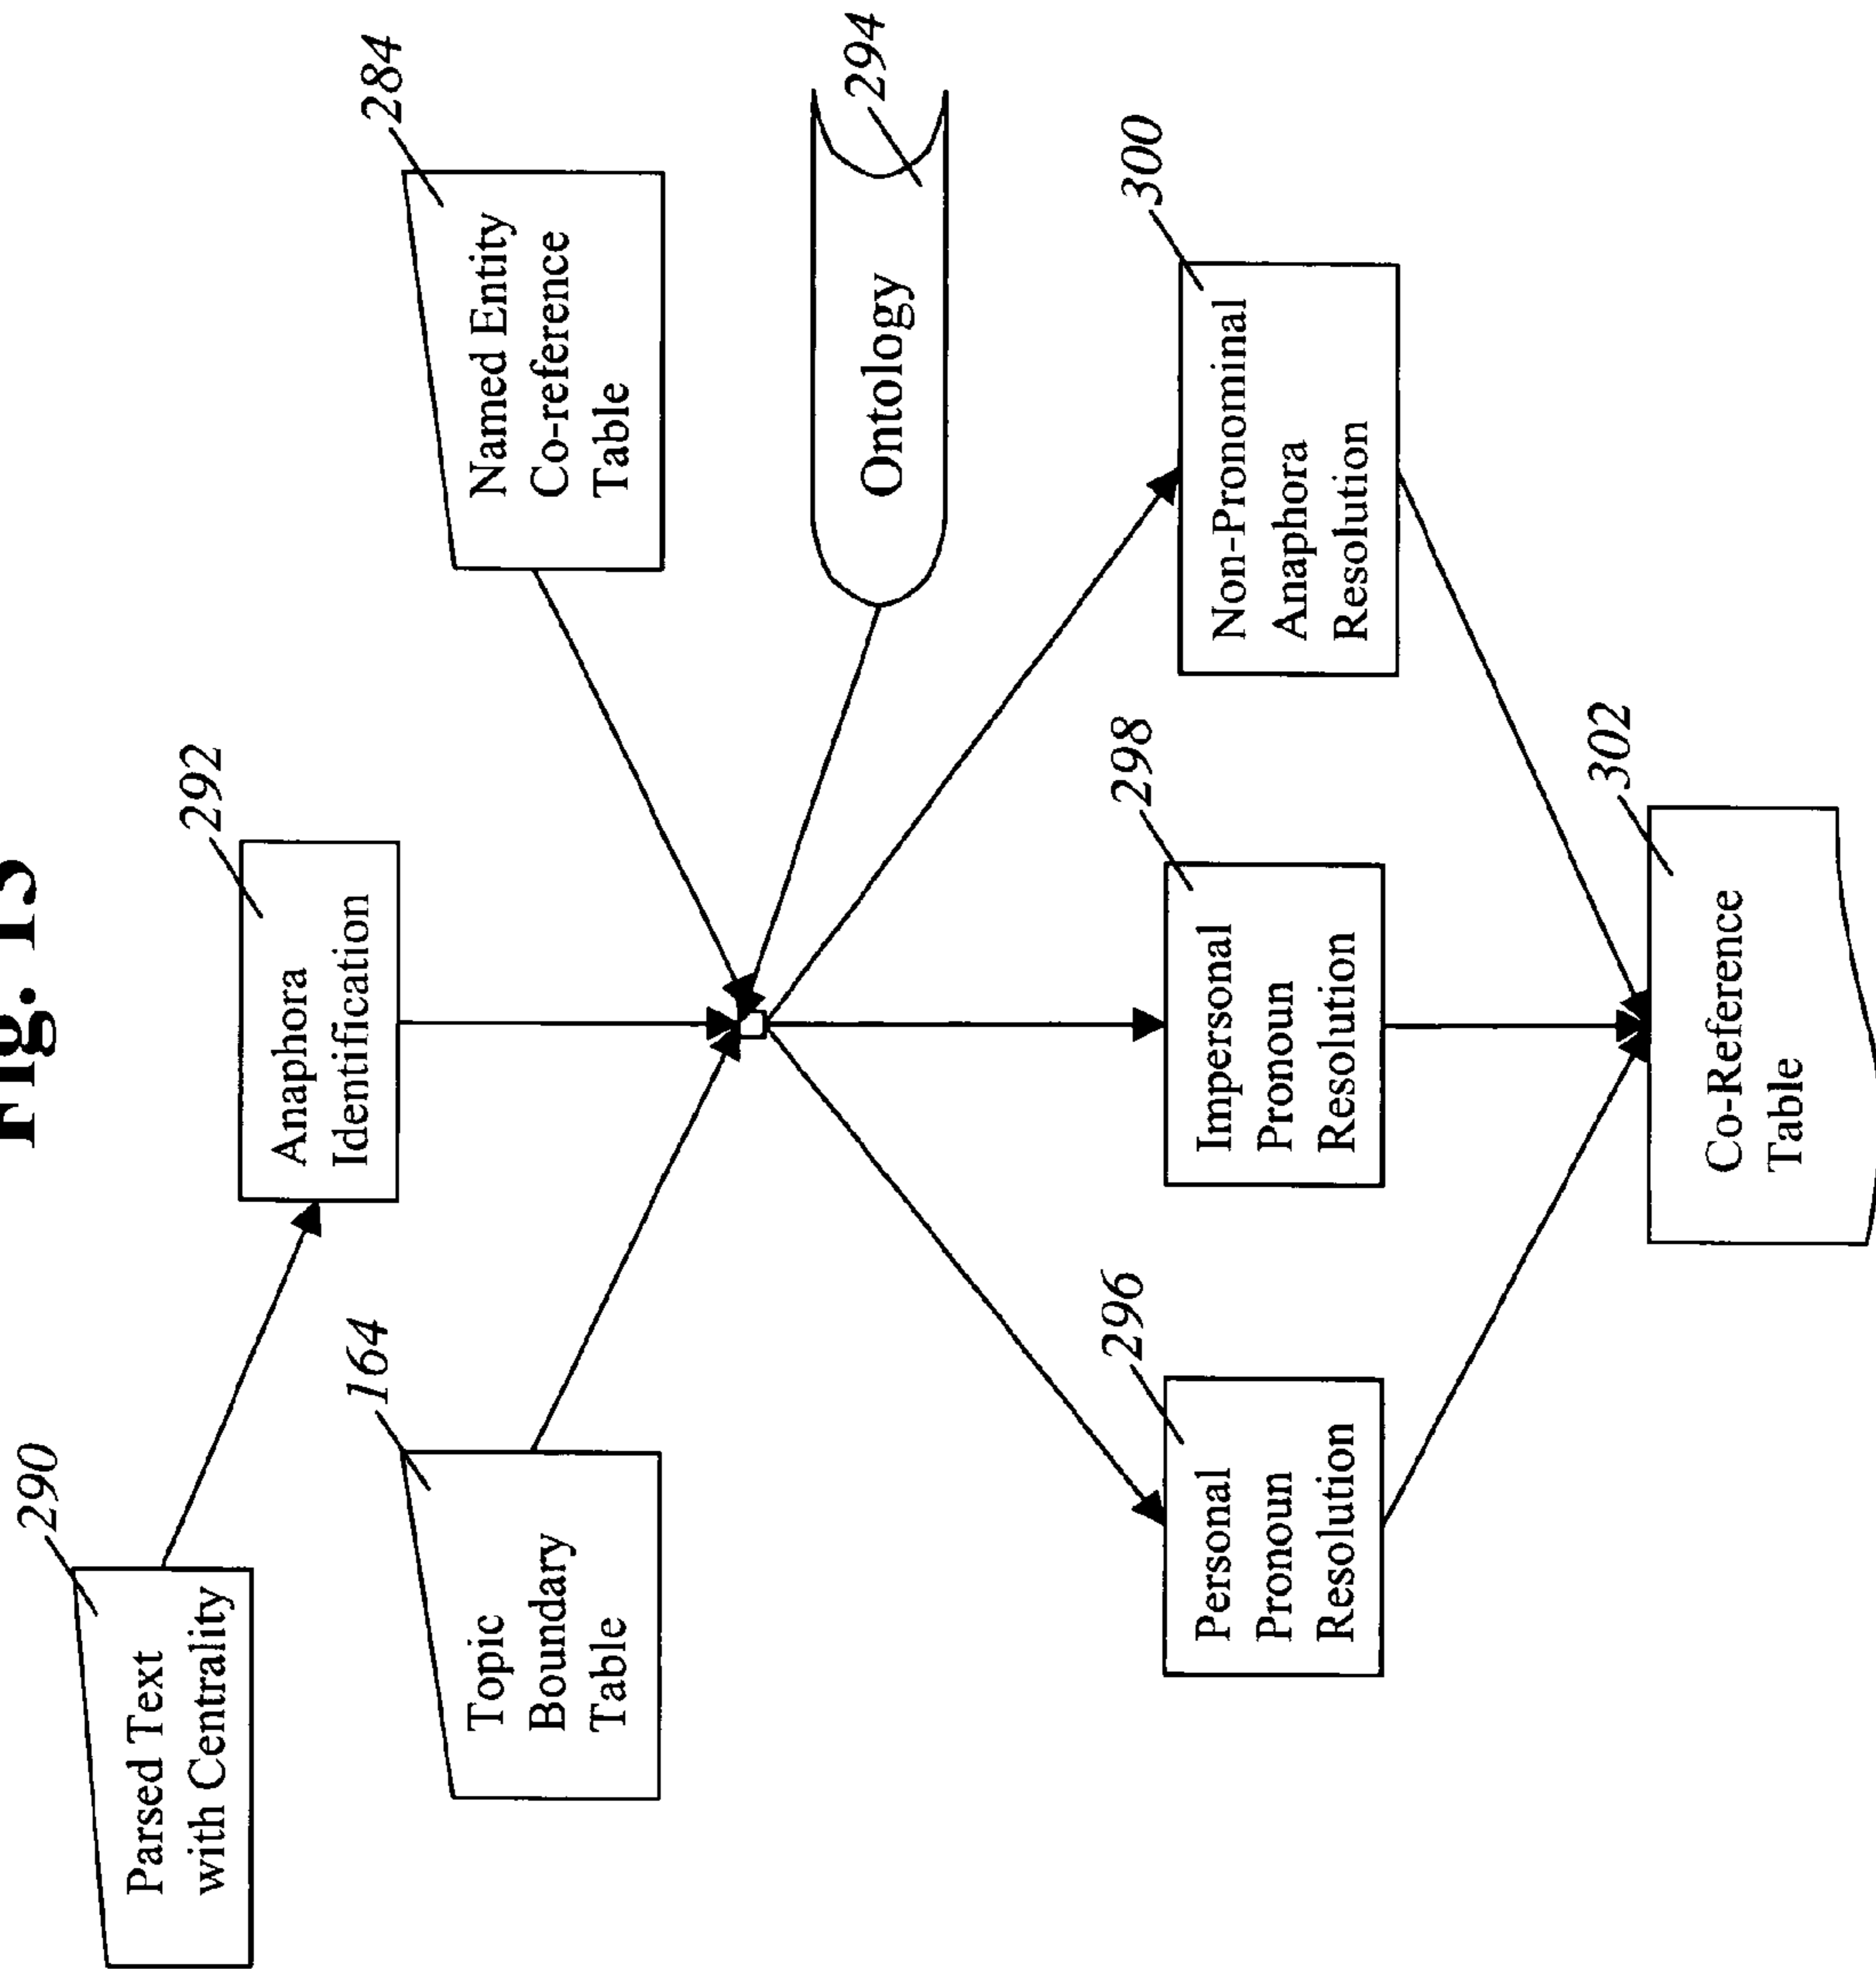 Fig.
290
Parsed Text
with Centrality
292
Anaphora
Identification
164
Topic
Boundary
Table
284
Named Entity
Co-reference
Table
294
Ontology
296
Personal
Pronoun
Resolution
298
Impersonal
Pronoun
Resolution
300
Non-Pronominal
Anaphora
Resolution
302
Co-Reference
Table